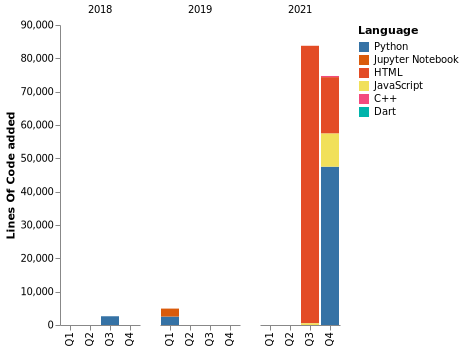 2018 2019 2021
Language
Python
Jupyter Notebook
HTML
JavaScript
C++
Dart
Lines Of Code added
90,000
80,000
70,000
60,000
50,000
40,000
30,000
20,000
10,000
0
Q1 Q2 Q3 Q4 Q1 Q2 Q3 Q4 Q1 Q2 Q3 Q4